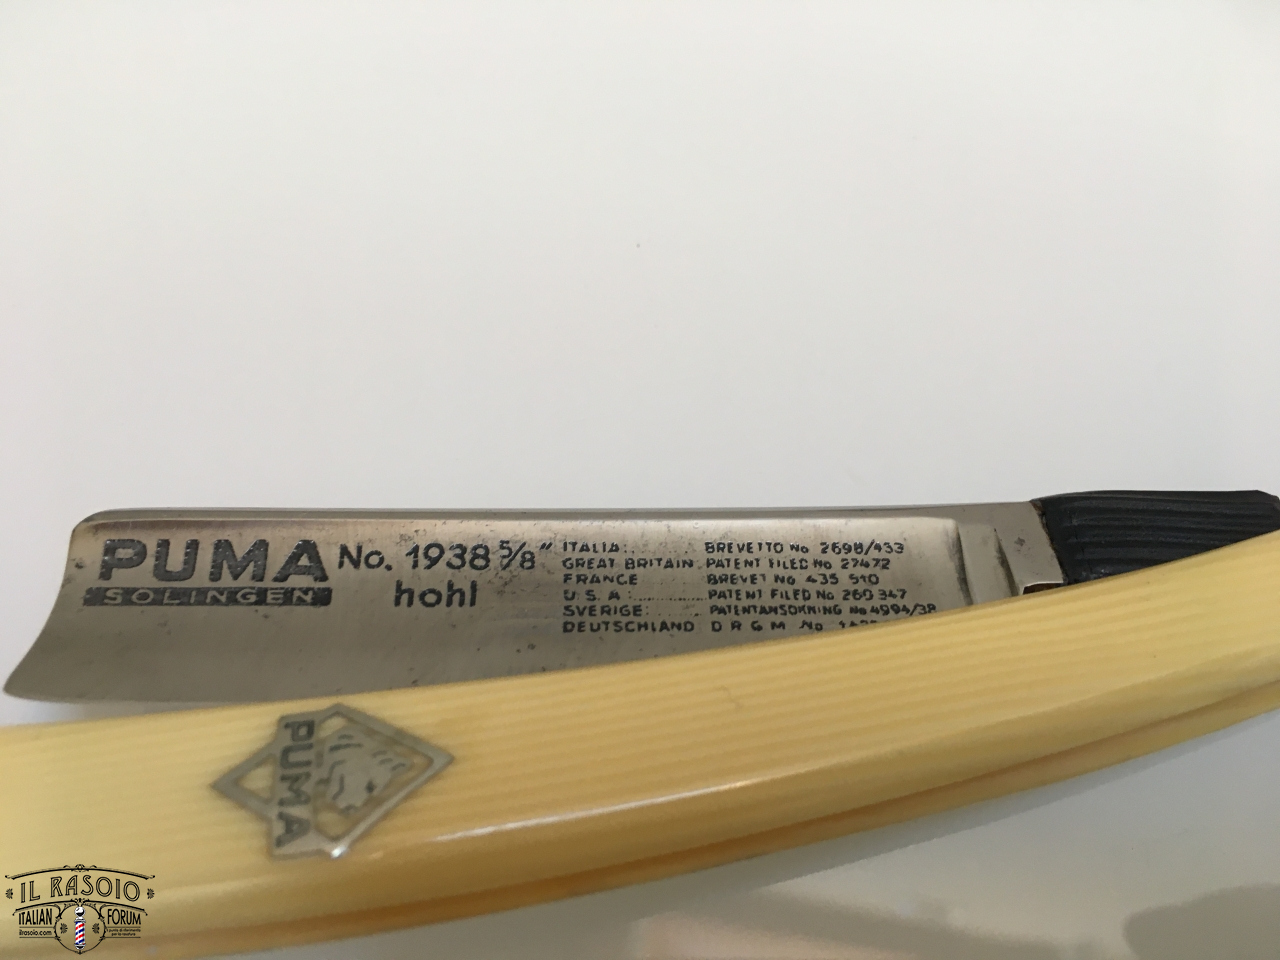 PUMA
SOLINGEN
No. 1938 5/8"
hohl
ITALIA: BREVETTO No 2698/433
GREAT BRITAIN PATENT FILED No 27472
FRANCE BREVET No 435 510
U.S.A: PATENT FILED No 260 347
SVERIGE: PATENTANSÖKNING No 4994/38
DEUTSCHLAND D R G M No
PUMA
IL RASOIO
ITALIAN FORUM
ilrasoio.com